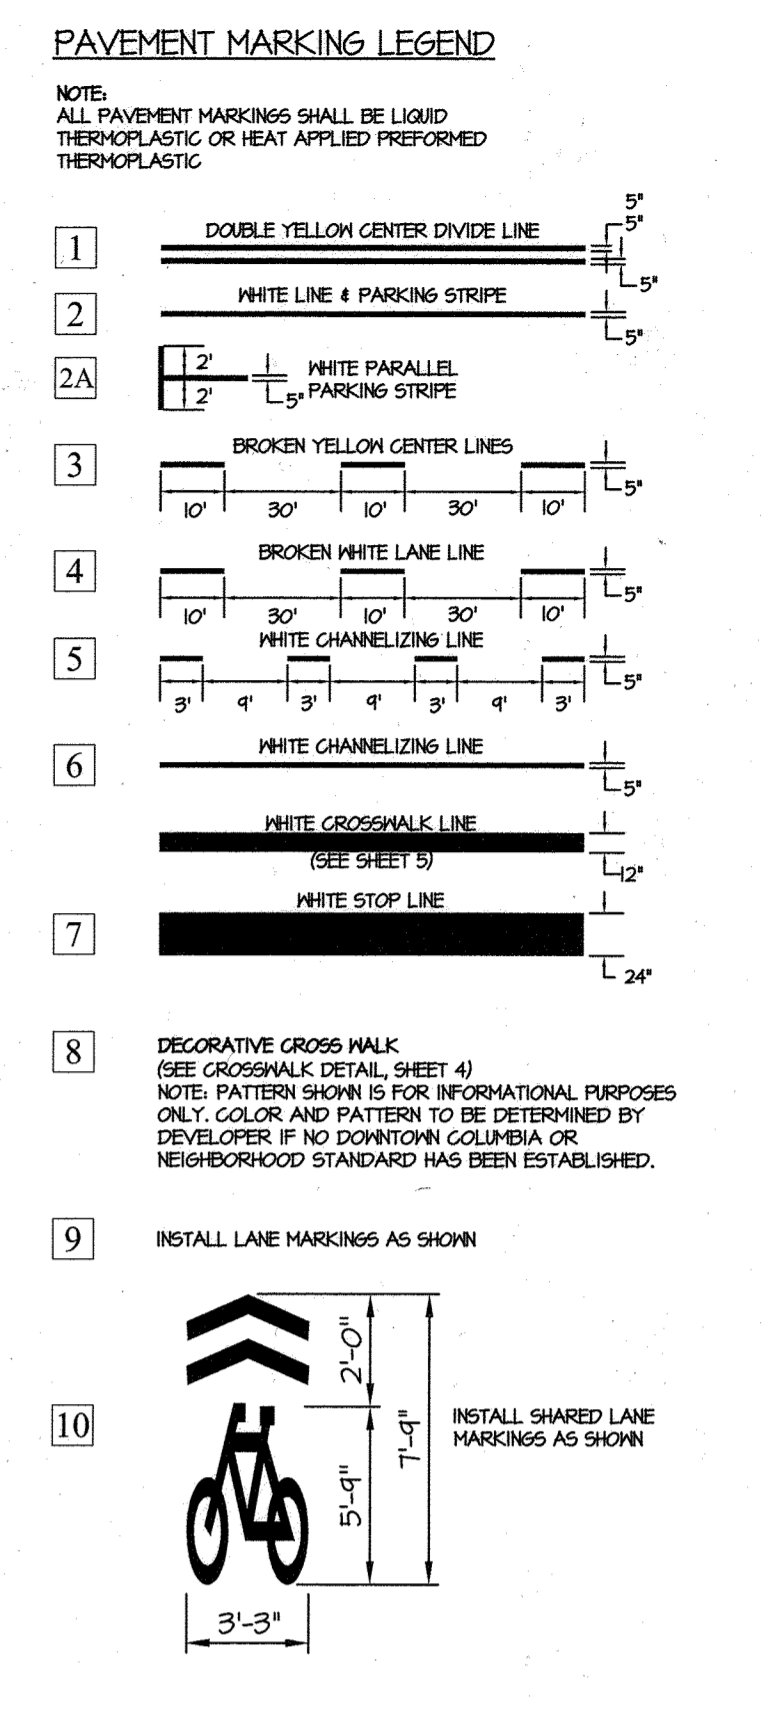 PAVEMENT MARKING LEGEND
NOTE:
ALL PAVEMENT MARKINGS SHALL BE LIQUID
THERMOPLASTIC OR HEAT APPLIED PREFORMED
THERMOPLASTIC
5"
1
DOUBLE YELLOW CENTER DIVIDE LINE
5"
5"
2
WHITE LINE & PARKING STRIPE
5"
2A
2'
2'
5"
WHITE PARALLEL
PARKING STRIPE
3
BROKEN YELLOW CENTER LINES
5"
10' 30' 10' 30' 10'
4
BROKEN WHITE LANE LINE
5"
10' 30' 10' 30' 10'
5
WHITE CHANNELIZING LINE
5"
3' 9' 3' 9' 3' 9' 3'
6
WHITE CHANNELIZING LINE
5"
WHITE CROSSWALK LINE
(SEE SHEET 5)
12"
7
WHITE STOP LINE
24"
8
DECORATIVE CROSS WALK
(SEE CROSSWALK DETAIL, SHEET 4)
NOTE: PATTERN SHOWN IS FOR INFORMATIONAL PURPOSES
ONLY. COLOR AND PATTERN TO BE DETERMINED BY
DEVELOPER IF NO DOWNTOWN COLUMBIA OR
NEIGHBORHOOD STANDARD HAS BEEN ESTABLISHED.
9
INSTALL LANE MARKINGS AS SHOWN
10
2'-0"
5'-9"
7'-9"
3'-3"
INSTALL SHARED LANE
MARKINGS AS SHOWN